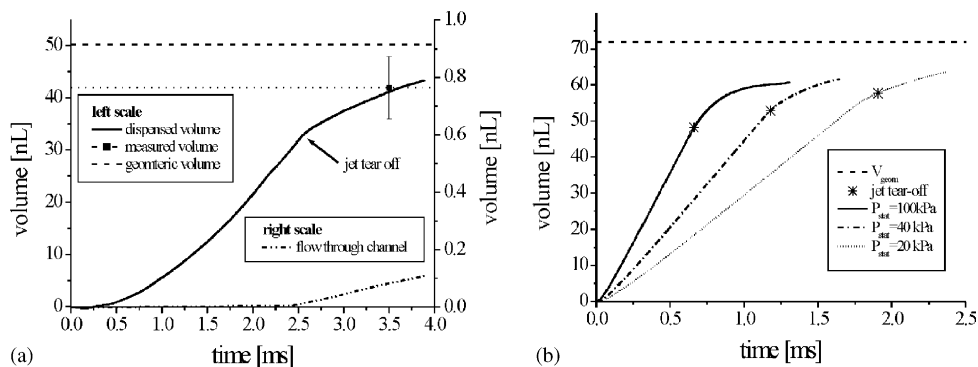 50
40
30
20
10
0
volume [nL]
1.0
0.8
0.6
0.4
0.2
0.0
volume [nL]
left scale
dispensed volume
measured volume
geomteric volume
jet tear off
right scale
flow through channel
0.0 0.5 1.0 1.5 2.0 2.5 3.0 3.5 4.0
time [ms]
(a)
70
60
50
40
30
20
10
0
volume [nL]
V geom
jet tear-off
P stat=100kPa
P stat=40 kPa
P stat=20 kPa
0.0 0.5 1.0 1.5 2.0 2.5
time [ms]
(b)